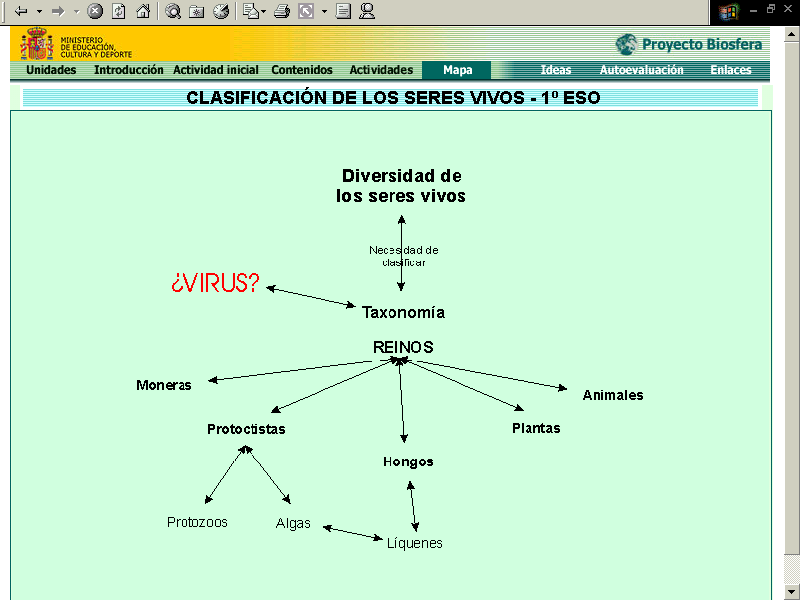 MINISTERIO
DE EDUCACIÓN,
CULTURA Y DEPORTE
Proyecto Biosfera
Unidades Introducción Actividad inicial Contenidos Actividades Mapa Ideas Autoevaluación Enlaces
CLASIFICACIÓN DE LOS SERES VIVOS - 1º ESO
Diversidad de
los seres vivos
Necesidad de
clasificar
¿VIRUS?
Taxonomía
REINOS
Moneras
Animales
Protoctistas
Plantas
Hongos
Protozoos
Algas
Líquenes